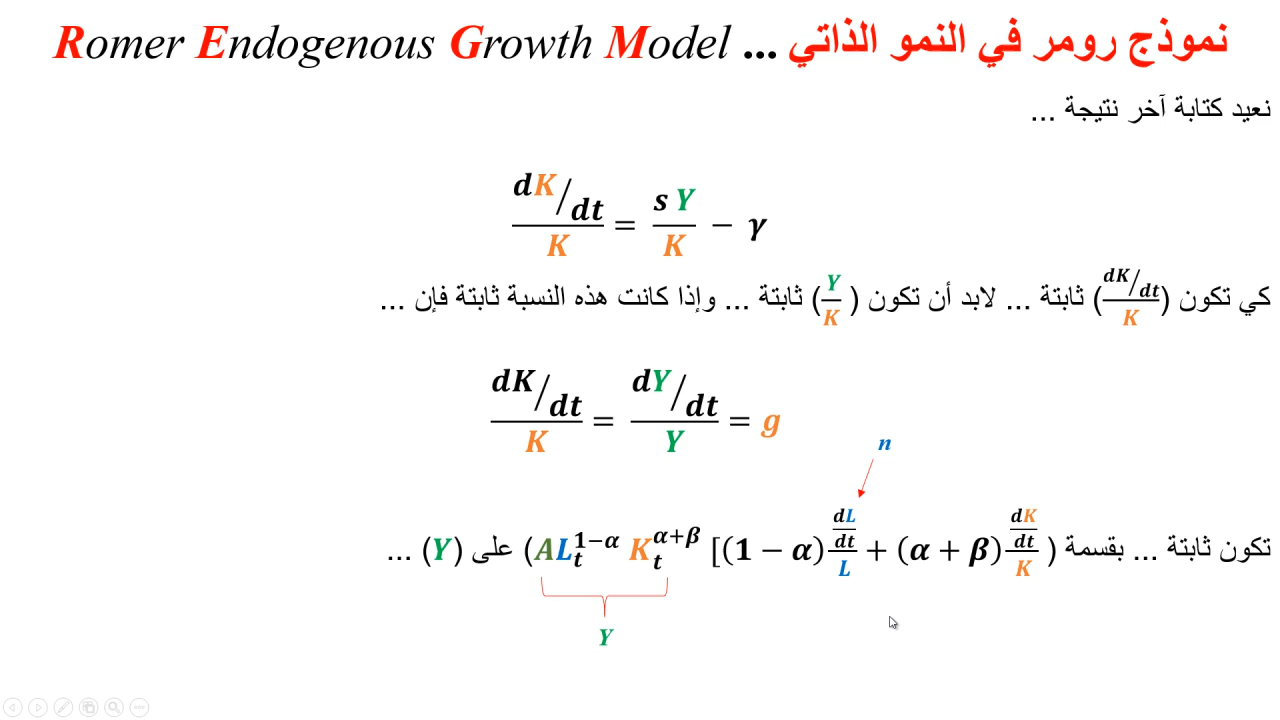 نموذج رومر في النمو الذاتي ... Romer Endogenous Growth Model
نعيد كتابة آخر نتيجة ...
(dK/dt)/K = sY/K − γ
كي تكون ((dK/dt)/K) ثابتة ... لابد أن تكون (Y/K) ثابتة ... وإذا كانت هذه النسبة ثابتة فإن ...
(dK/dt)/K = (dY/dt)/Y = g
n
تكون ثابتة ... بقسمة (AL_t^{1−α} K_t^{α+β} [(1−α) (dL/dt)/L + (α+β) (dK/dt)/K) على (Y) ...
Y